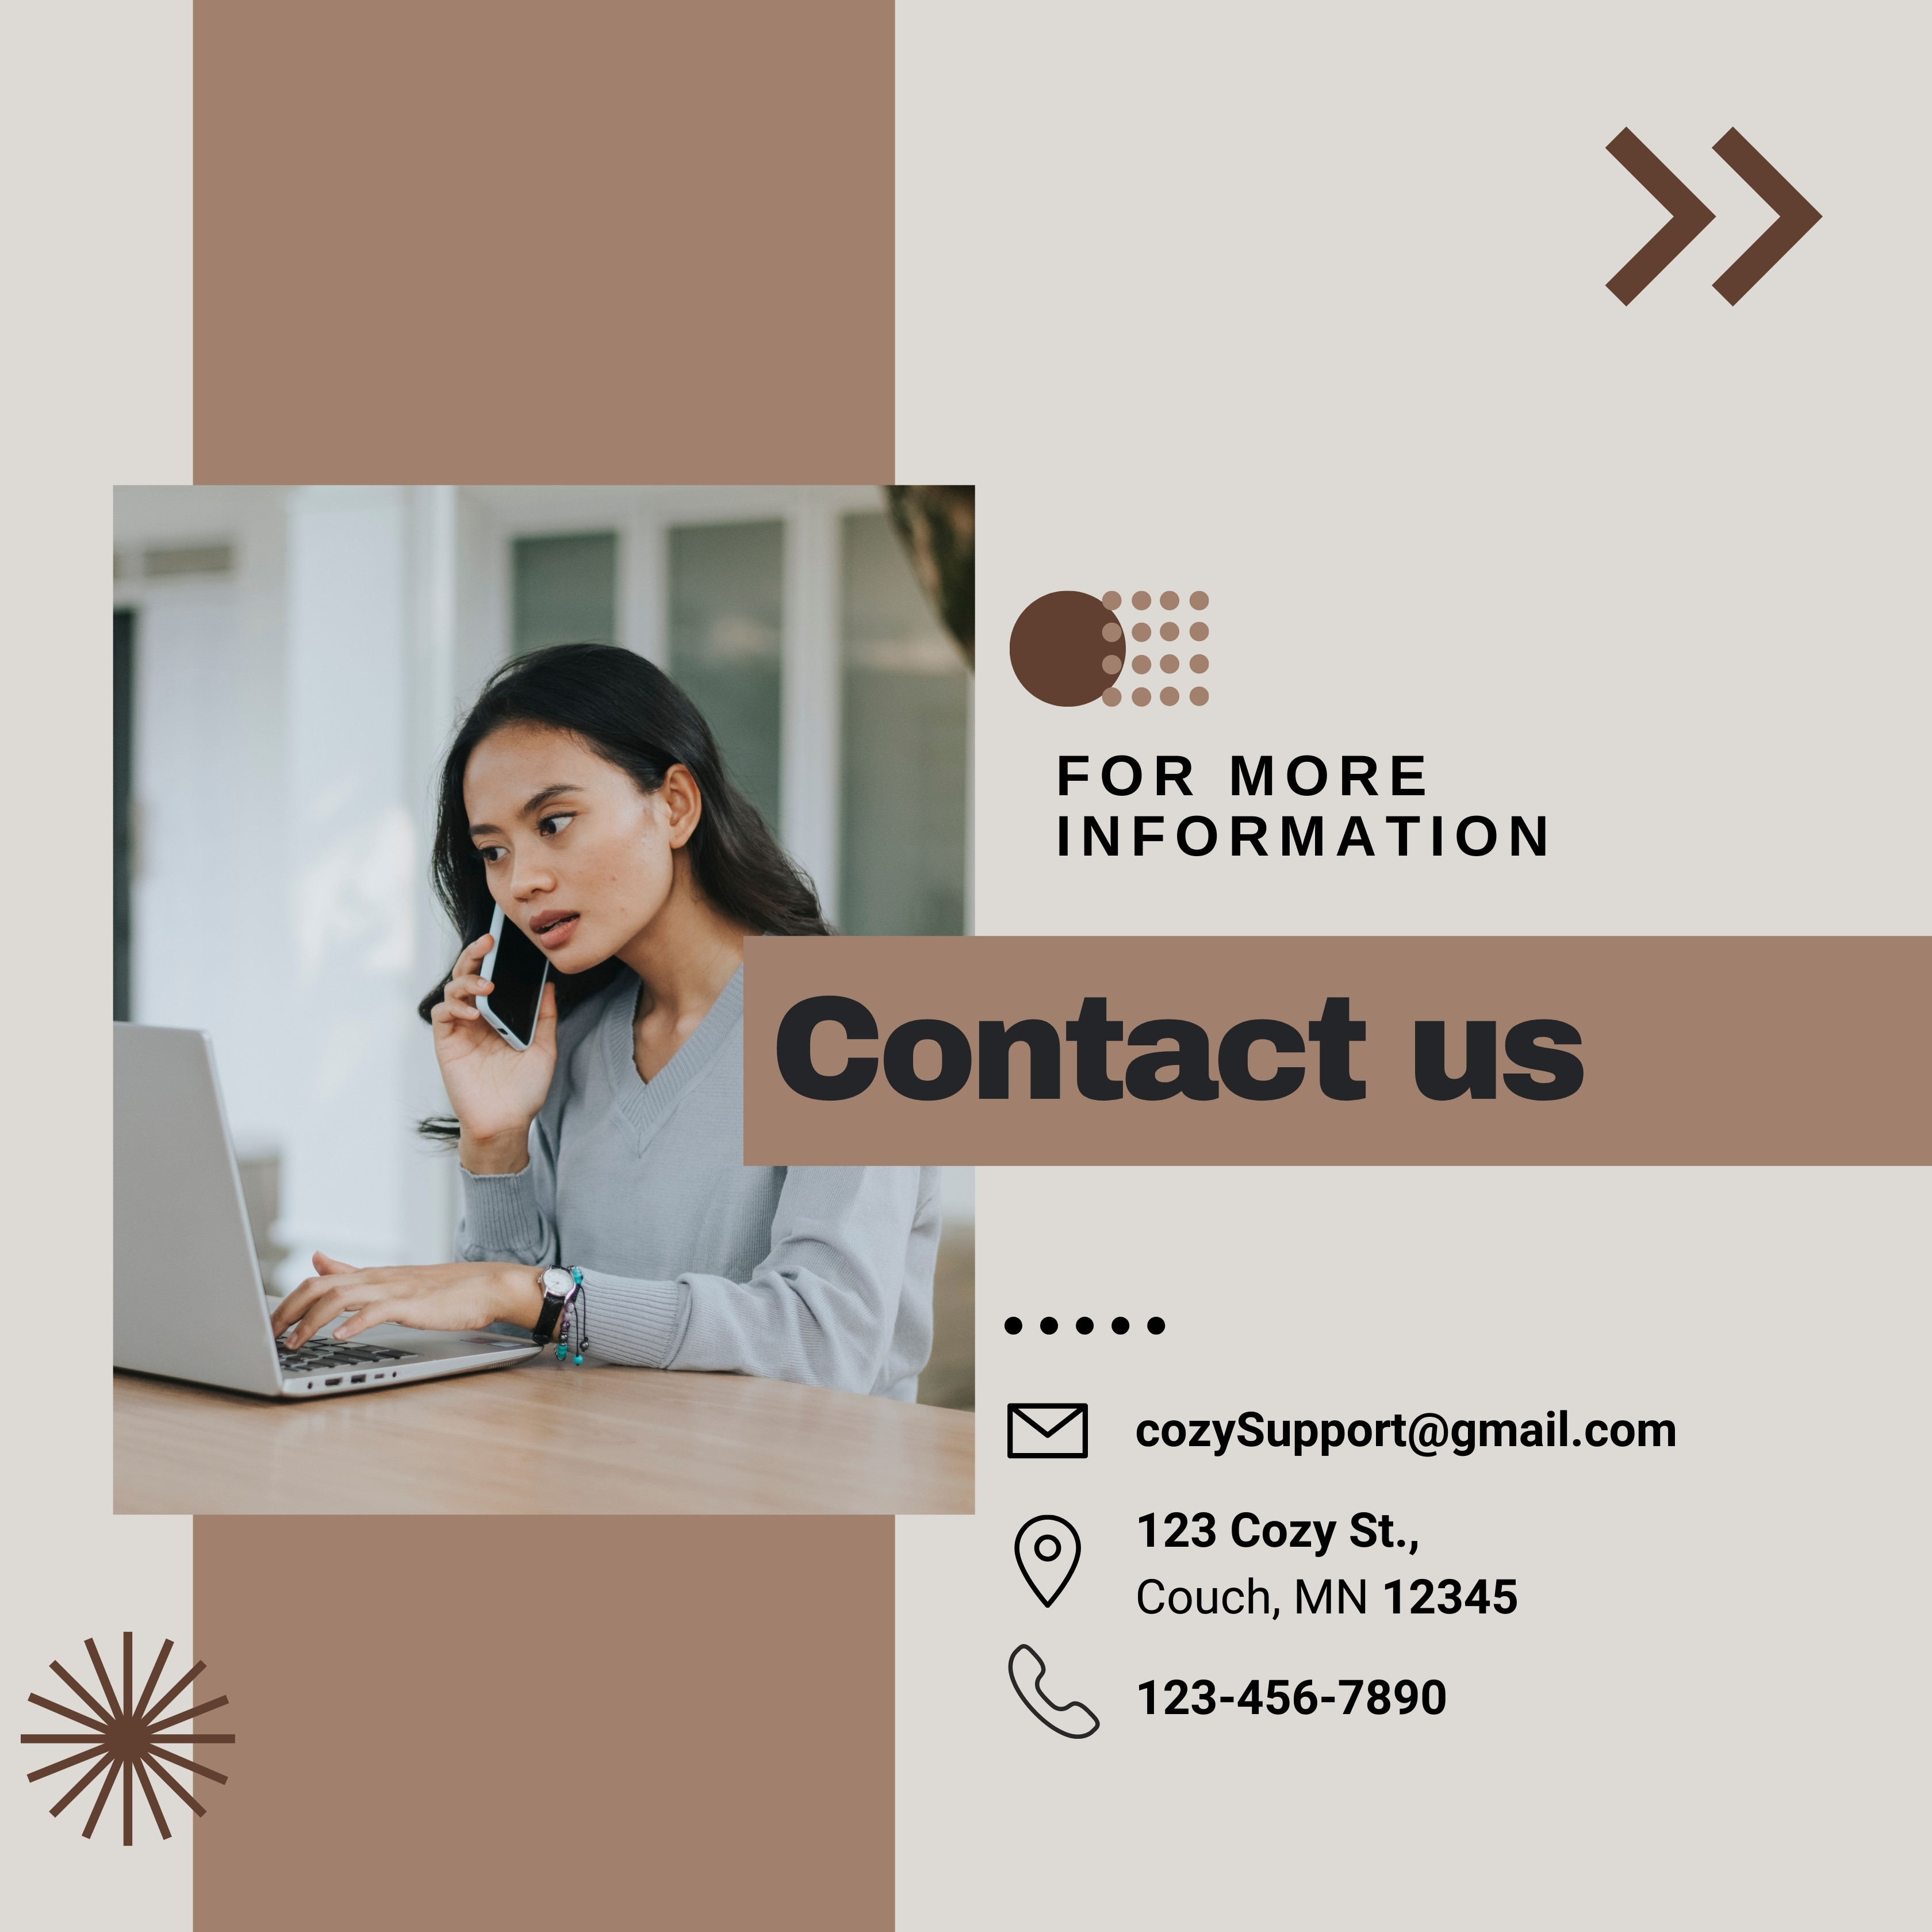 FOR MORE
INFORMATION
Contact us
cozySupport@gmail.com
123 Cozy St.,
Couch, MN 12345
123-456-7890